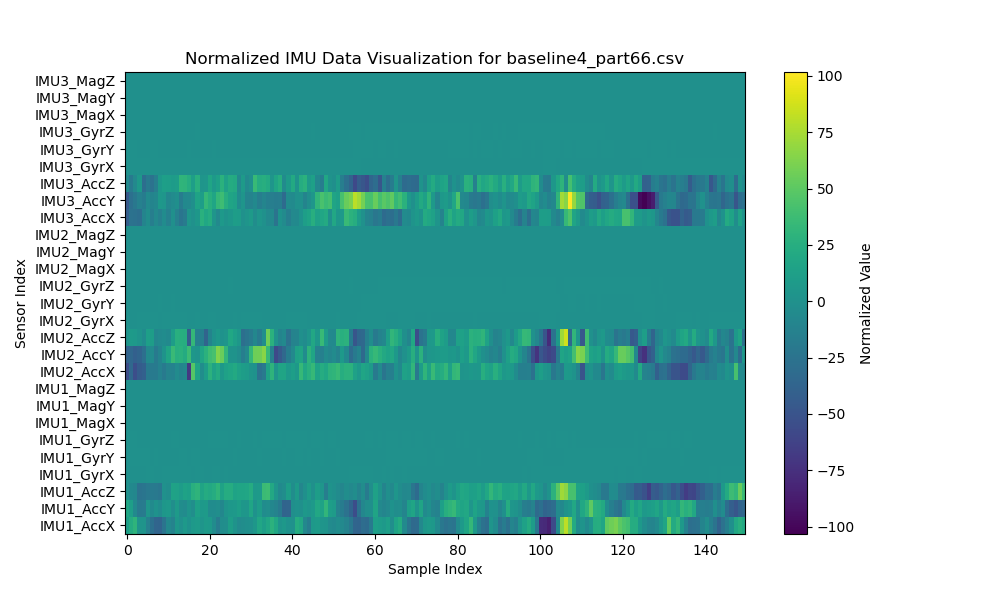 Normalized IMU Data Visualization for baseline4_part66.csv
IMU3_MagZ
IMU3_MagY
IMU3_MagX
IMU3_GyrZ
IMU3_GyrY
IMU3_GyrX
IMU3_AccZ
IMU3_AccY
IMU3_AccX
IMU2_MagZ
IMU2_MagY
IMU2_MagX
IMU2_GyrZ
IMU2_GyrY
IMU2_GyrX
IMU2_AccZ
IMU2_AccY
IMU2_AccX
IMU1_MagZ
IMU1_MagY
IMU1_MagX
IMU1_GyrZ
IMU1_GyrY
IMU1_GyrX
IMU1_AccZ
IMU1_AccY
IMU1_AccX
Sensor Index
0 20 40 60 80 100 120 140
Sample Index
100
75
50
25
0
−25
−50
−75
−100
Normalized Value